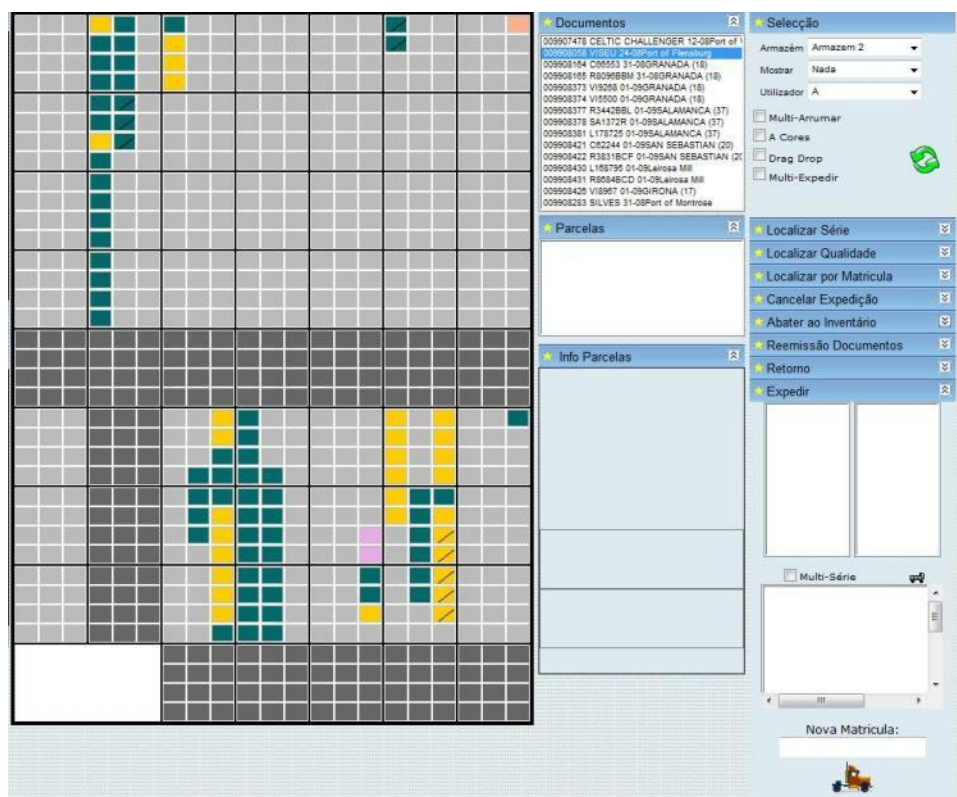 Documentos
009907478 CELTIC CHALLENGER 12-08Port of
009908058 VISEU 24-08Port of Flensburg
009908164 C66553 31-08GRANADA (18)
009908165 R8096BBM 31-08GRANADA (18)
009908373 VI9268 01-09GRANADA (18)
009908374 VI5500 01-09GRANADA (18)
009908377 R3442BBL 01-09SALAMANCA (37)
009908378 SA1372R 01-09SALAMANCA (37)
009908381 L178725 01-09SALAMANCA (37)
009908421 C62244 01-09SAN SEBASTIAN (20)
009908422 R3831BCF 01-09SAN SEBASTIAN (20
009908430 L168796 01-09Leirosa Mill
009908431 R8684BCD 01-09Leirosa Mill
009908426 VI8967 01-09GIRONA (17)
009908283 SILVES 31-08Port of Montrose
Parcelas
Info Parcelas
Selecção
Armazém Armazem 2
Mostrar Nada
Utilizador A
Multi-Arrumar
A Cores
Drag Drop
Multi-Expedir
Localizar Série
Localizar Qualidade
Localizar por Matricula
Cancelar Expedição
Abater ao Inventário
Reemissão Documentos
Retorno
Expedir
Multi-Série
Nova Matricula: